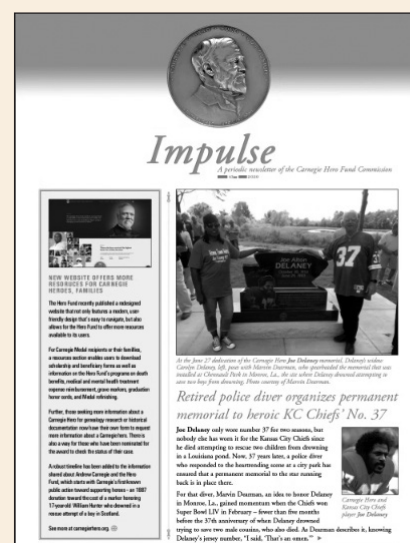 Impulse
A periodic newsletter of the Carnegie Hero Fund Commission
NEW WEBSITE OFFERS MORE
RESOURCES FOR CARNEGIE
HEROES, FAMILIES
The Hero Fund recently published a redesigned
website that not only features a modern, user-
friendly design that's easy to navigate, but also
allows for the Hero Fund to offer more resources
available to its users.
For Carnegie Medal recipients or their families,
a resources section enables users to download
scholarship and beneficiary forms as well as
information on the Hero Fund's programs on death
benefits, medical and mental health treatment
expense reimbursement, grave markers, graduation
honor cords, and Medal refinishing.
Further, those seeking more information about a
Carnegie Hero for genealogy research or historical
documentation now have their own form to request
more information about a Carnegie hero. There is
also a way for those who have been nominated for
the award to check the status of their case.
A robust timeline has been added to the information
shared about Andrew Carnegie and the Hero
Fund, which starts with Carnegie's first known
public action toward supporting heroes - an 1887
donation toward the cost of a marker honoring
17-year-old William Hunter who drowned in a
rescue attempt of a boy in Scotland.
See more at carnegiehero.org.
Joe Alton
DELANEY
37
At the June 27 dedication of the Carnegie Hero Joe Delaney memorial, Delaney's widow
Carolyn Delaney, left, pose with Marvin Dearman, who spearheaded the memorial that was
installed at Chennault Park in Monroe, La., the site where Delaney drowned attempting to
save two boys from drowning. Photo courtesy of Marvin Dearman.
Retired police diver organizes permanent
memorial to heroic KC Chiefs' No. 37
Joe Delaney only wore number 37 for two seasons, but
nobody else has worn it for the Kansas City Chiefs since
he died attempting to rescue two children from drowning
in a Louisiana pond. Now, 37 years later, a police diver
who responded to the heartrending scene at a city park has
ensured that a permanent memorial to the star running
back is in place there.
For that diver, Marvin Dearman, an idea to honor Delaney
in Monroe, La., gained momentum when the Chiefs won
Super Bowl LIV in February – fewer than five months
before the 37th anniversary of when Delaney drowned
trying to save two male cousins, who also died. As Dearman describes it, knowing
Delaney's jersey number, "I said, 'That's an omen.'"
Carnegie Hero and
Kansas City Chiefs
player Joe Delaney